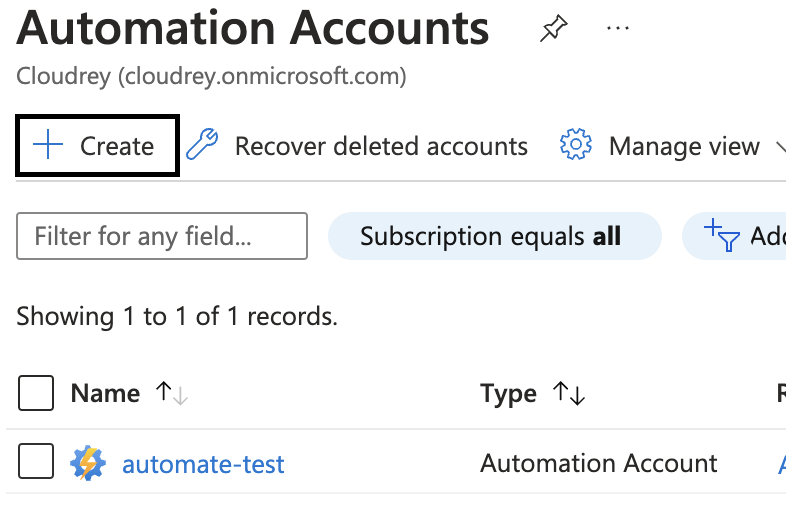 Automation Accounts
Cloudrey (cloudrey.onmicrosoft.com)
Create Recover deleted accounts Manage view
Filter for any field... Subscription equals all
Showing 1 to 1 of 1 records.
Name Type
automate-test Automation Account